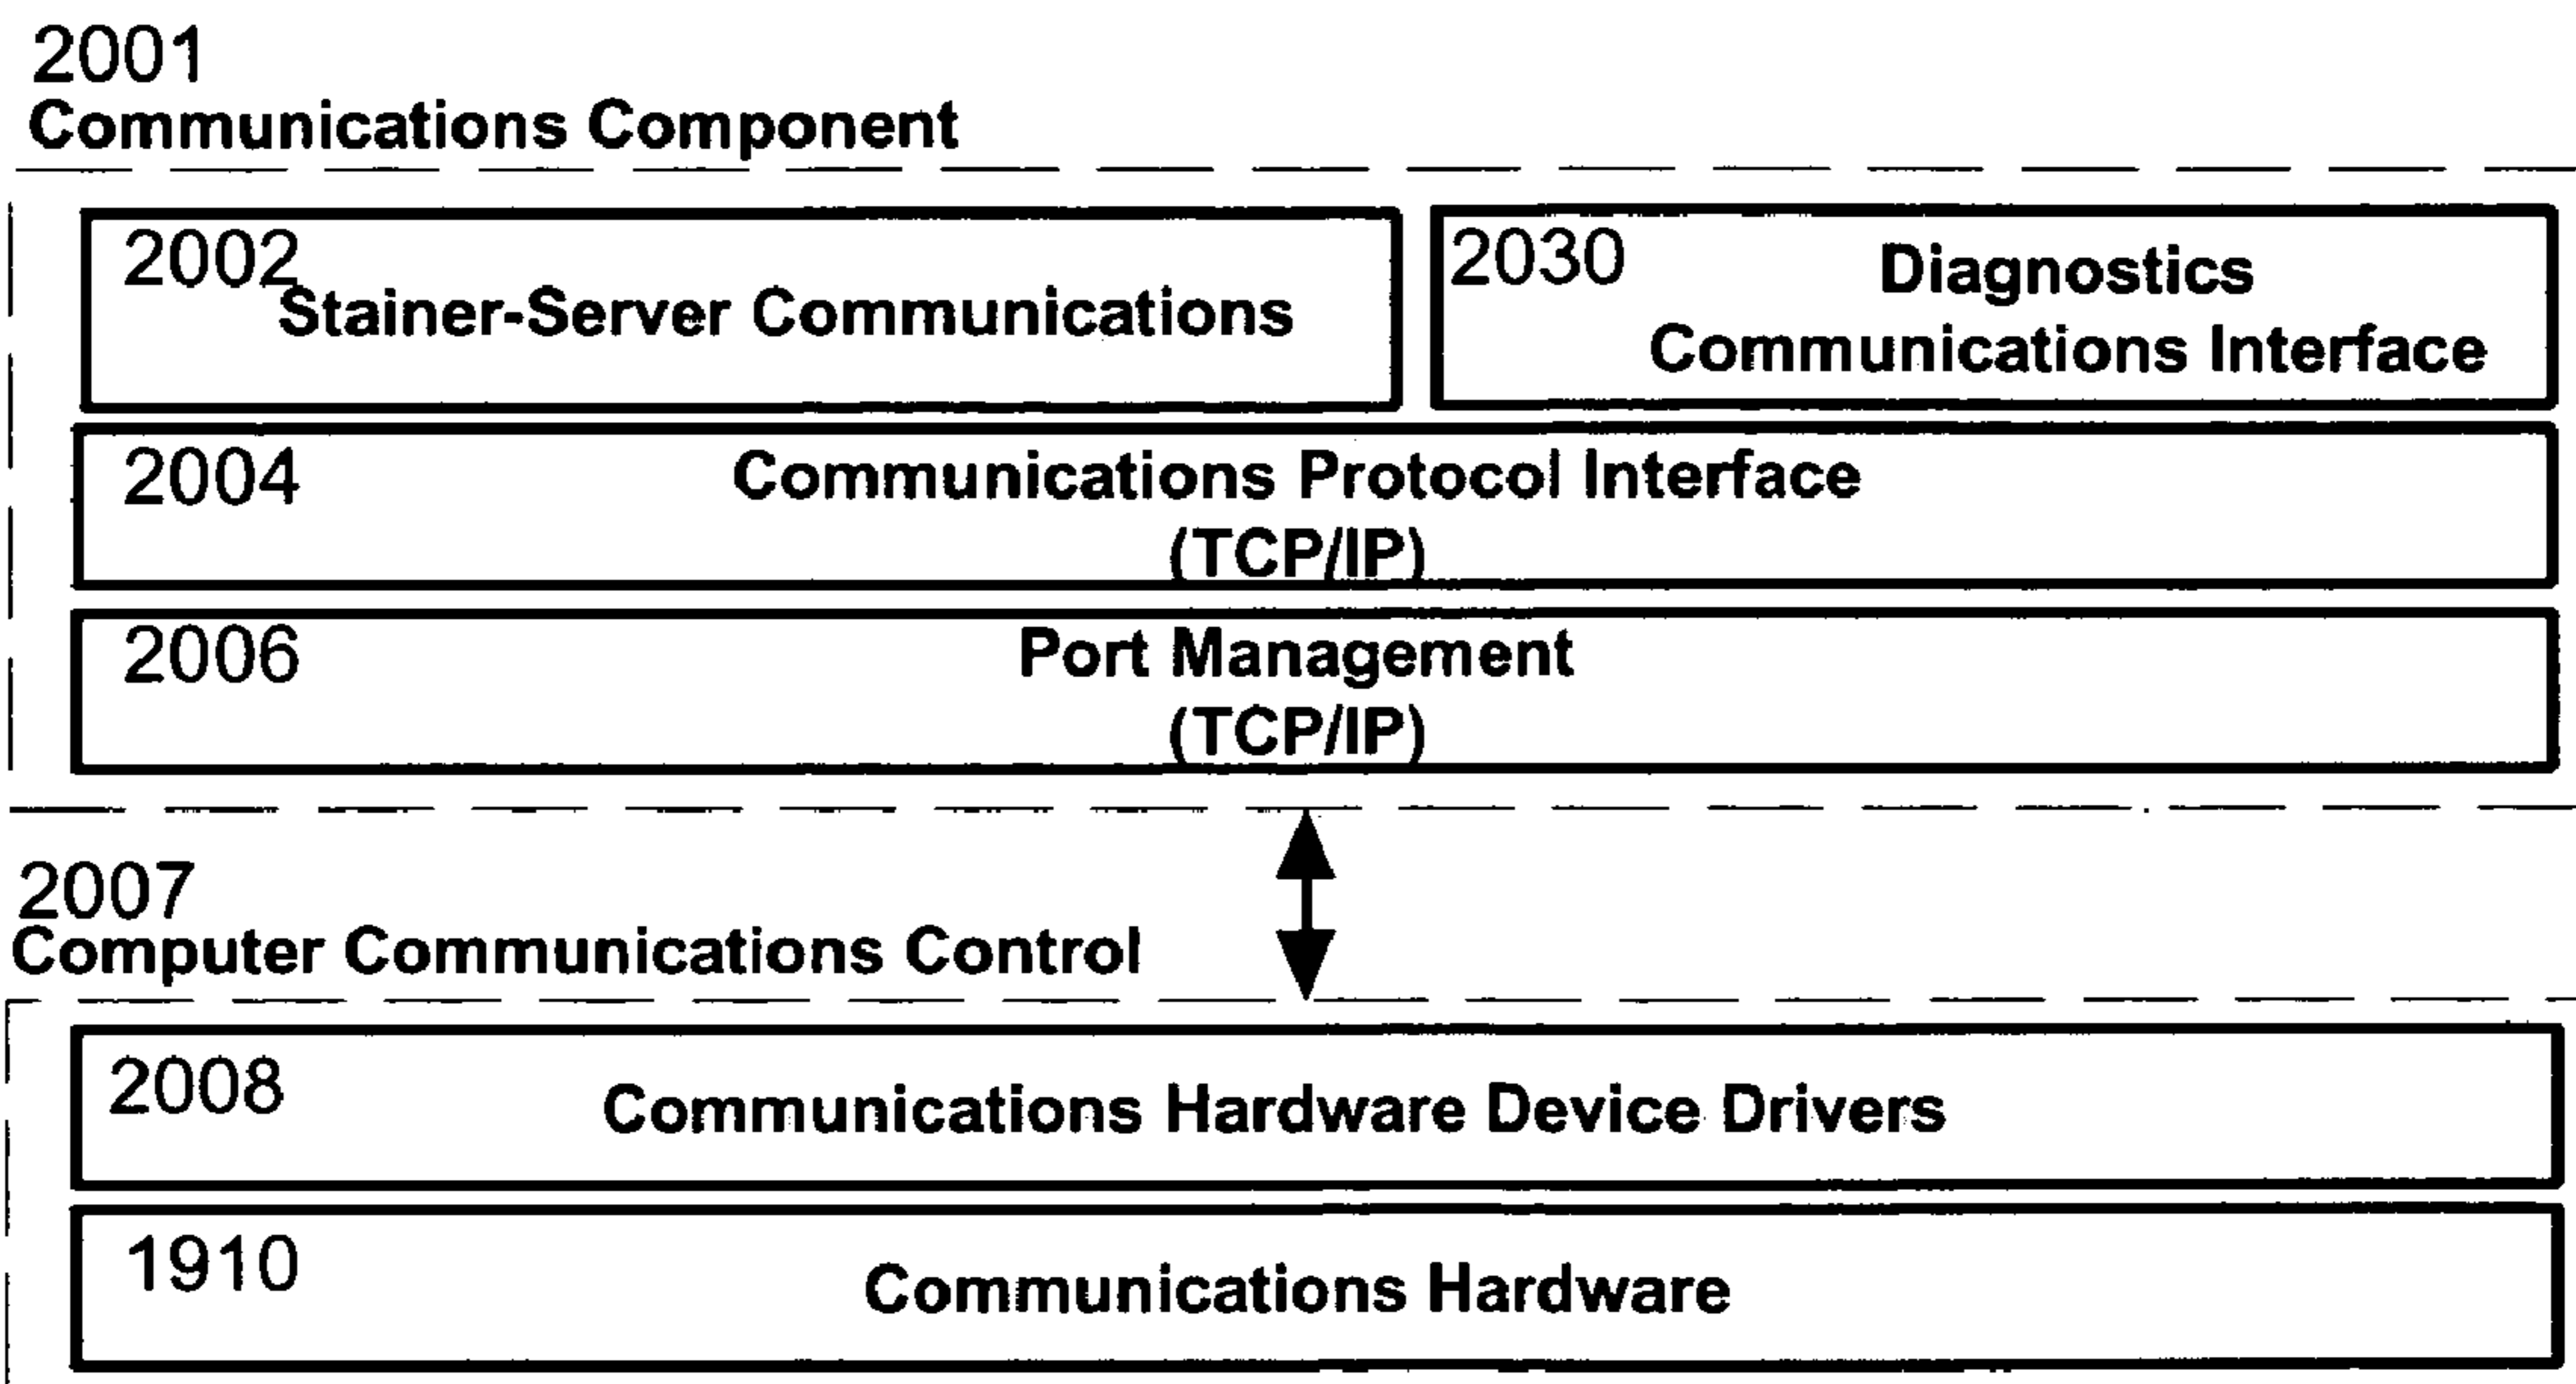 2001
Communications Component
2002
Stainer-Server Communications
2030
Diagnostics
Communications Interface
2004
Communications Protocol Interface
(TCP/IP)
2006
Port Management
(TCP/IP)
2007
Computer Communications Control
2008
Communications Hardware Device Drivers
1910
Communications Hardware